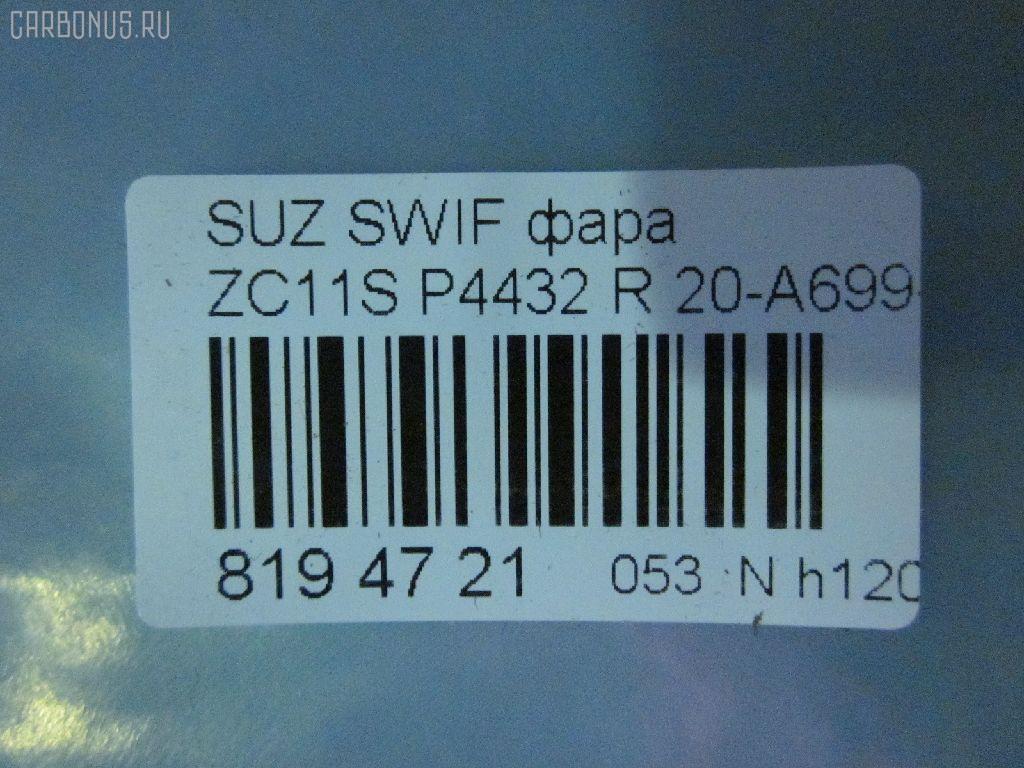 CARBONUS.RU
SUZ SWIF фара
ZC11S P4432 R 20-A699-
819 47 21 053 N h120